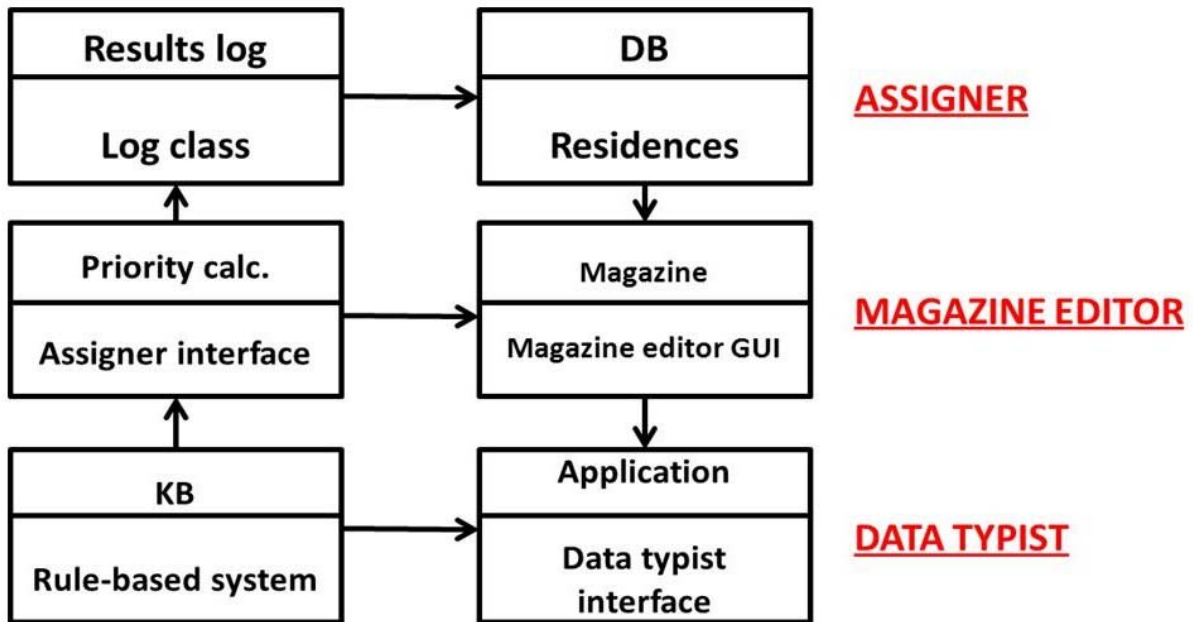 Results log
Log class
DB
Residences
ASSIGNER
Priority calc.
Assigner interface
Magazine
Magazine editor GUI
MAGAZINE EDITOR
KB
Rule-based system
Application
Data typist
interface
DATA TYPIST